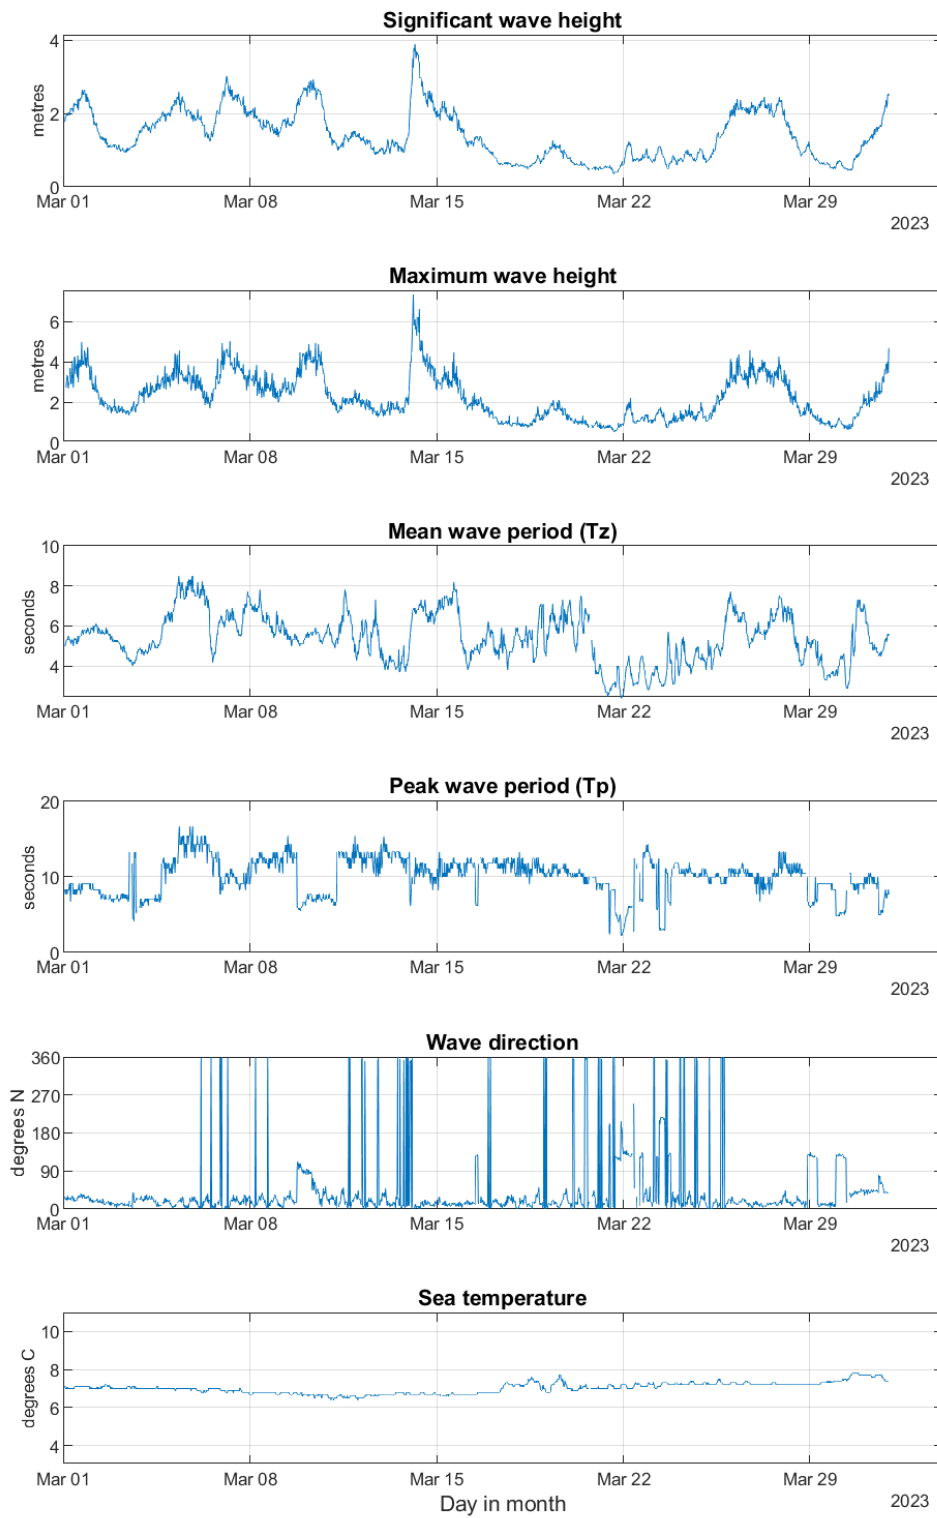 Significant wave height
4
2
0
metres
Mar 01 Mar 08 Mar 15 Mar 22 Mar 29
2023
Maximum wave height
6
4
2
0
metres
Mar 01 Mar 08 Mar 15 Mar 22 Mar 29
2023
Mean wave period (Tz)
10
8
6
4
seconds
Mar 01 Mar 08 Mar 15 Mar 22 Mar 29
2023
Peak wave period (Tp)
20
10
0
seconds
Mar 01 Mar 08 Mar 15 Mar 22 Mar 29
2023
Wave direction
360
270
180
90
0
degrees N
Mar 01 Mar 08 Mar 15 Mar 22 Mar 29
2023
Sea temperature
10
8
6
4
degrees C
Mar 01 Mar 08 Mar 15 Mar 22 Mar 29
Day in month
2023